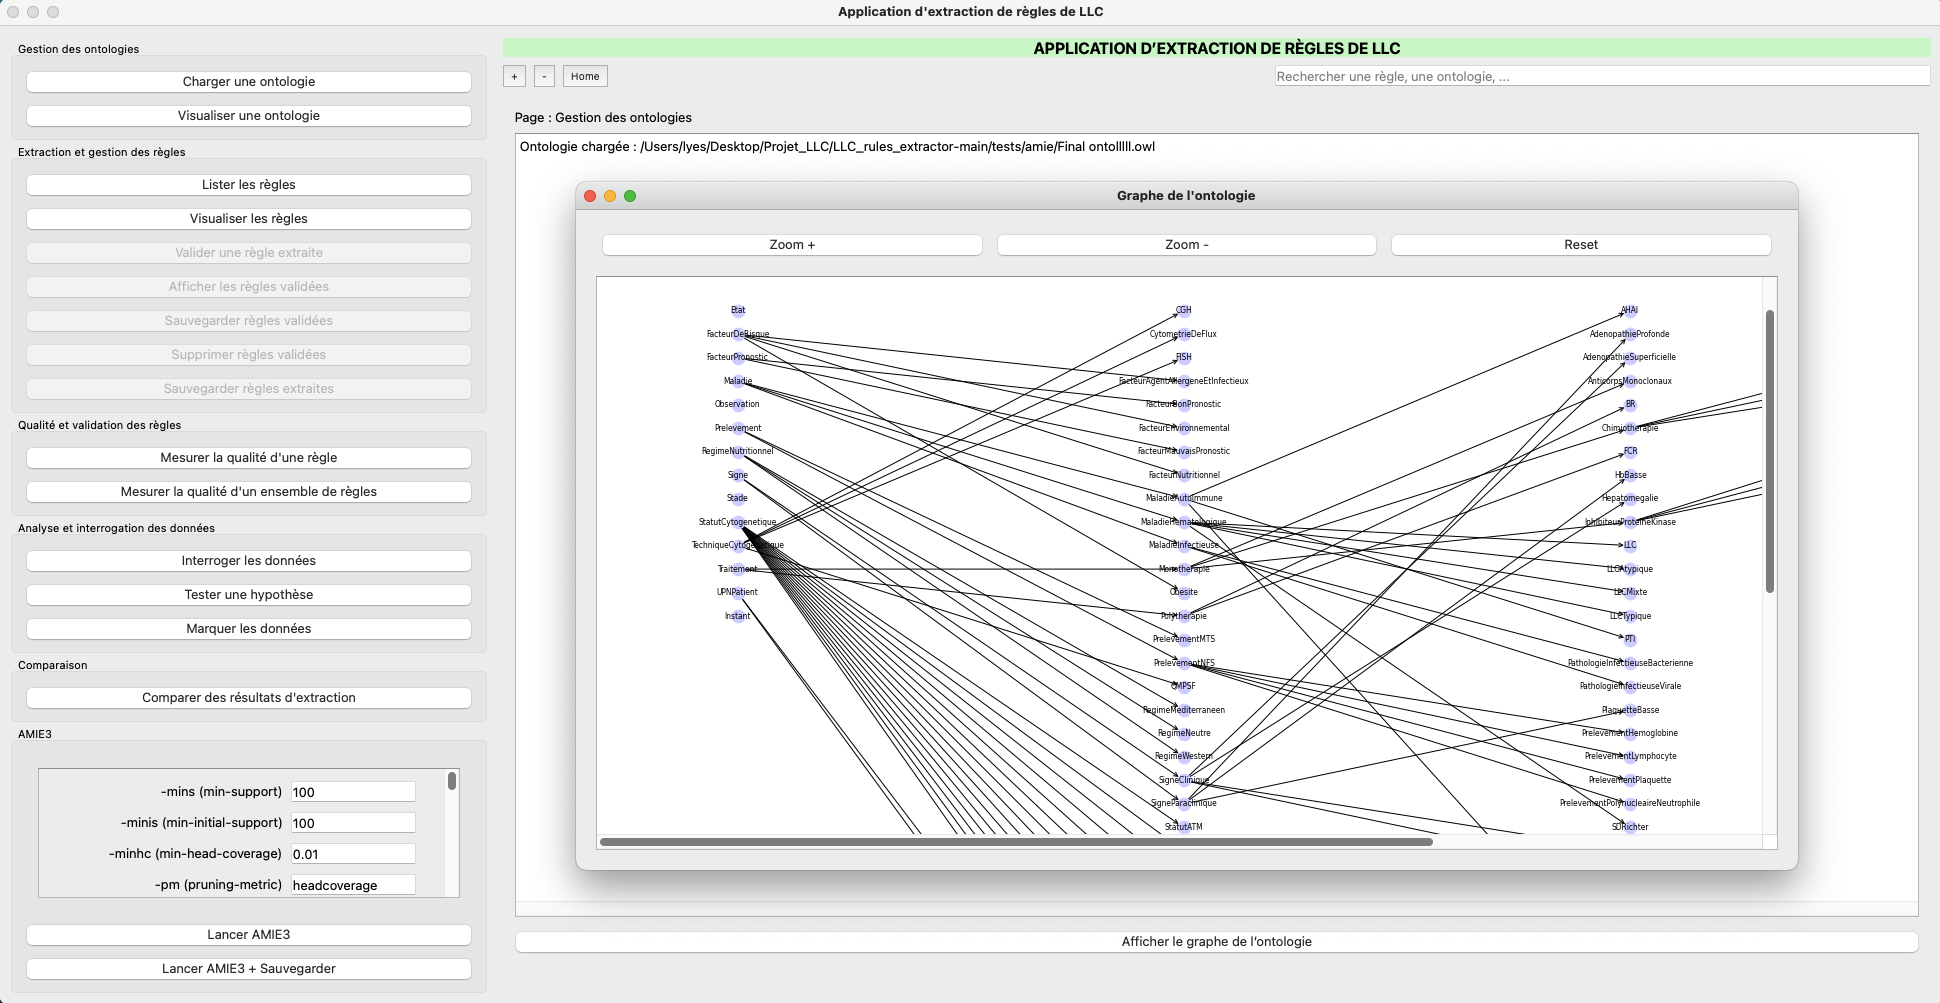 Application d'extraction de règles de LLC
Gestion des ontologies
Charger une ontologie
Visualiser une ontologie
Extraction et gestion des règles
Lister les règles
Visualiser les règles
Valider une règle extraite
Afficher les règles validées
Sauvegarder règles validées
Supprimer règles validées
Sauvegarder règles extraites
Qualité et validation des règles
Mesurer la qualité d'une règle
Mesurer la qualité d'un ensemble de règles
Analyse et interrogation des données
Interroger les données
Tester une hypothèse
Marquer les données
Comparaison
Comparer des résultats d'extraction
AMIE3
-mins (min-support) 100
-minis (min-initial-support) 100
-minhc (min-head-coverage) 0.01
-pm (pruning-metric) headcoverage
Lancer AMIE3
Lancer AMIE3 + Sauvegarder
APPLICATION D'EXTRACTION DE RÈGLES DE LLC
+ - Home
Rechercher une règle, une ontologie, ...
Page : Gestion des ontologies
Ontologie chargée : /Users/lyes/Desktop/Projet_LLC/LLC_rules_extractor-main/tests/amie/Final ontolllll.owl
Graphe de l'ontologie
Zoom + Zoom - Reset
Etat
FacteurDeRisque
FacteurPronostic
Maladie
Observation
Prelevement
RegimeNutritionnel
Signe
Stade
StatutCytogenetique
TechniqueCytogenetique
Traitement
UPNPatient
Instant
CGH
CytometrieDeFlux
FISH
FacteurAgentAllergeneEtInfectieux
FacteurBonPronostic
FacteurEnvironnemental
FacteurMauvaisPronostic
FacteurNutritionnel
MaladieAutoImmune
MaladieHematologique
MaladieInfectieuse
Monotherapie
Obesite
Polytherapie
PrelevementMTS
PrelevementNFS
QMPSF
RegimeMediterraneen
RegimeNeutre
RegimeWestern
SigneClinique
SigneParaclinique
StatutATM
AHAI
AdenopathieProfonde
AdenopathieSuperficielle
AnticorpsMonoclonaux
BR
Chimiotherapie
FCR
HbBasse
Hepatomegalie
InhibiteurProteineKinase
LLC
LLCAtypique
LLCMixte
LLCTypique
PTI
PathologieInfectieuseBacterienne
PathologieInfectieuseVirale
PlaquetteBasse
PrelevementHemoglobine
PrelevementLymphocyte
PrelevementPlaquette
PrelevementPolynucleaireNeutrophile
SDRichter
Afficher le graphe de l'ontologie